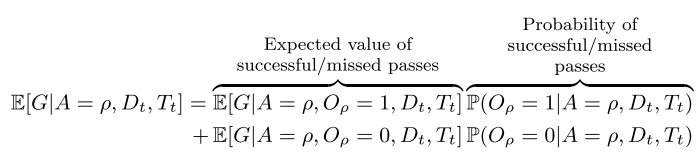 Probability of
Expected value of successful/missed
successful/missed passes passes
𝔼[G|A = ρ, D_t, T_t] = 𝔼[G|A = ρ, O_ρ = 1, D_t, T_t] ℙ(O_ρ = 1|A = ρ, D_t, T_t)
+ 𝔼[G|A = ρ, O_ρ = 0, D_t, T_t] ℙ(O_ρ = 0|A = ρ, D_t, T_t)